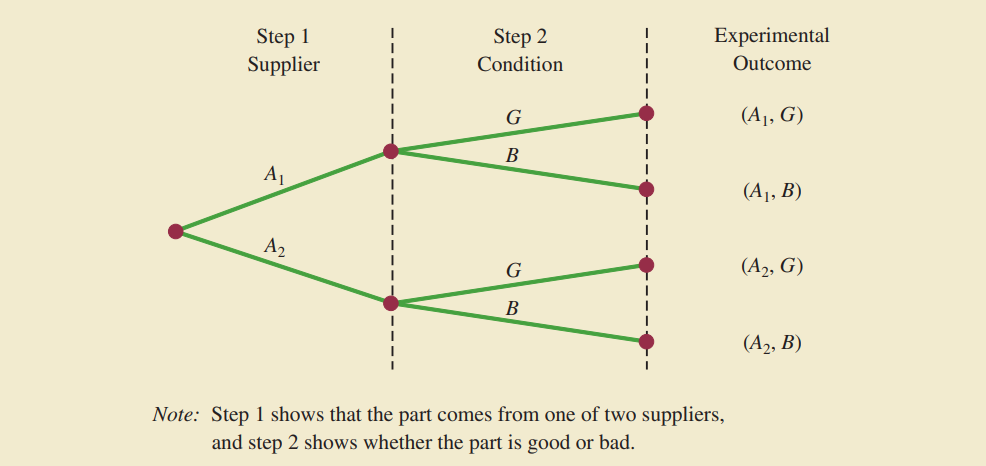 Step 1
Supplier
Step 2
Condition
Experimental
Outcome
G
(A₁, G)
B
A₁
(A₁, B)
A₂
G
(A₂, G)
B
(A₂, B)
Note: Step 1 shows that the part comes from one of two suppliers,
and step 2 shows whether the part is good or bad.